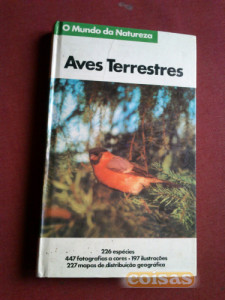 O Mundo da Natureza
Aves Terrestres
226 espécies
447 fotografias a cores • 197 ilustrações
227 mapas de distribuição geográfica
coisas